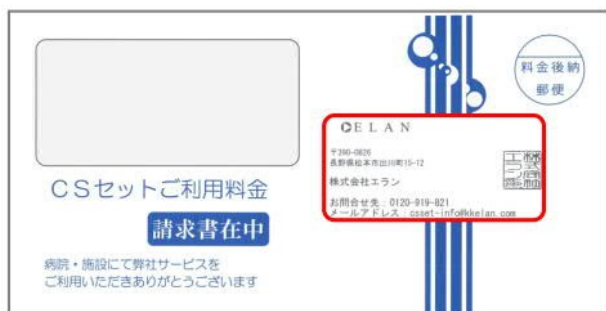 料金後納
郵便
ELAN
〒390-0826
長野県松本市出川町15-12
株式会社エラン
お問合せ先：0120-919-821
メールアドレス：csset-info@kkelan.com
株式会社エラン
CSセットご利用料金
請求書在中
病院・施設にて弊社サービスを
ご利用いただきありがとうございます